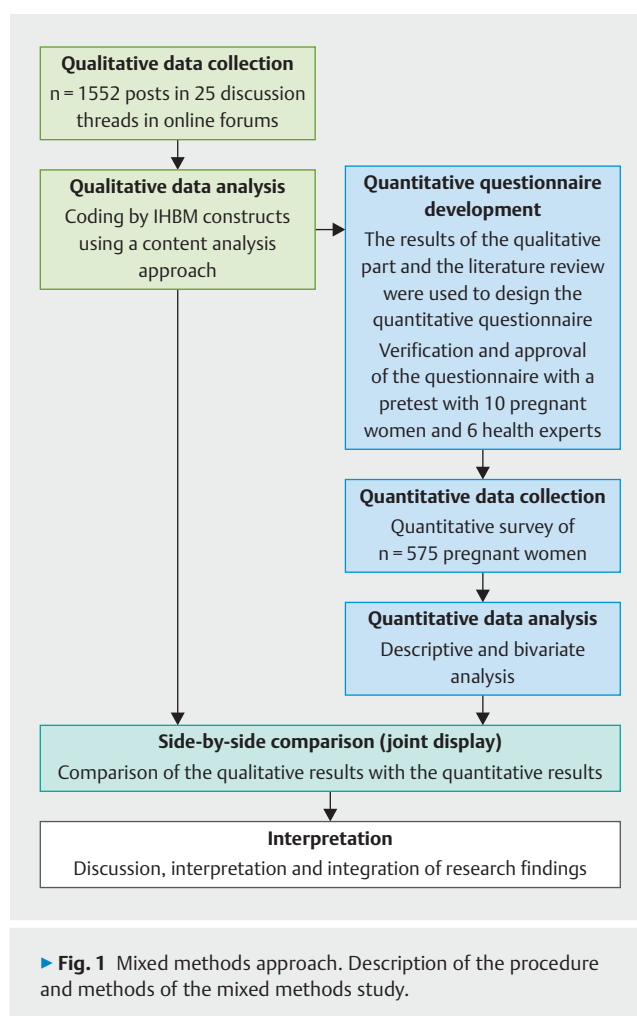 Qualitative data collection
n = 1552 posts in 25 discussion
threads in online forums
Qualitative data analysis
Coding by IHBM constructs
using a content analysis
approach
Quantitative questionnaire
development
The results of the qualitative
part and the literature review
were used to design the
quantitative questionnaire
Verification and approval
of the questionnaire with a
pretest with 10 pregnant
women and 6 health experts
Quantitative data collection
Quantitative survey of
n = 575 pregnant women
Quantitative data analysis
Descriptive and bivariate
analysis
Side-by-side comparison (joint display)
Comparison of the qualitative results with the quantitative results
Interpretation
Discussion, interpretation and integration of research findings
▶ Fig. 1 Mixed methods approach. Description of the procedure
and methods of the mixed methods study.